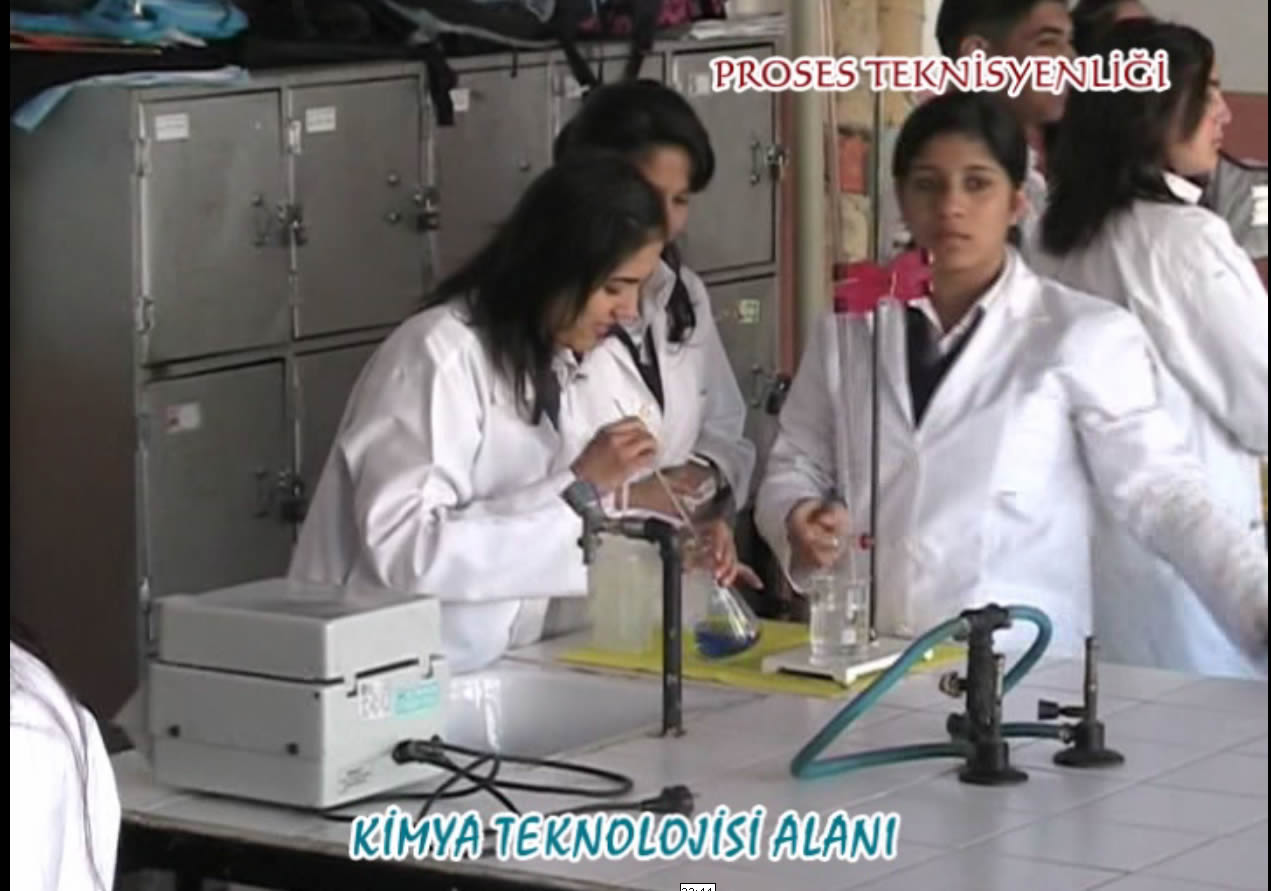 PROSES TEKNİSYENLİĞİ
KİMYA TEKNOLOJİSİ ALANI